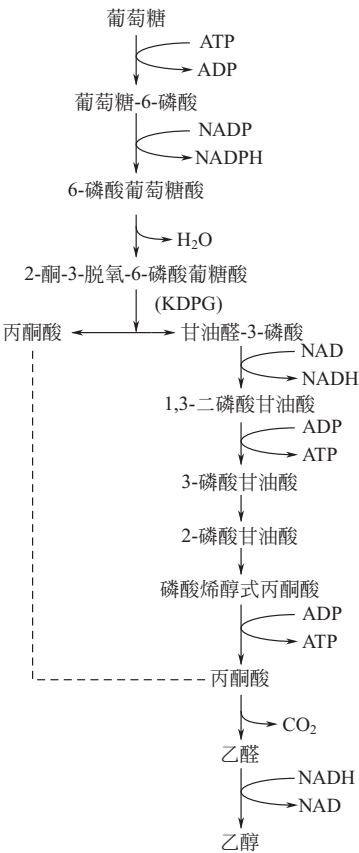 葡萄糖
ATP
ADP
葡萄糖-6-磷酸
NADP
NADPH
6-磷酸葡萄糖酸
H₂O
2-酮-3-脱氧-6-磷酸葡糖酸
(KDPG)
丙酮酸 甘油醛-3-磷酸
NAD
NADH
1,3-二磷酸甘油酸
ADP
ATP
3-磷酸甘油酸
2-磷酸甘油酸
磷酸烯醇式丙酮酸
ADP
ATP
丙酮酸
CO₂
乙醛
NADH
NAD
乙醇